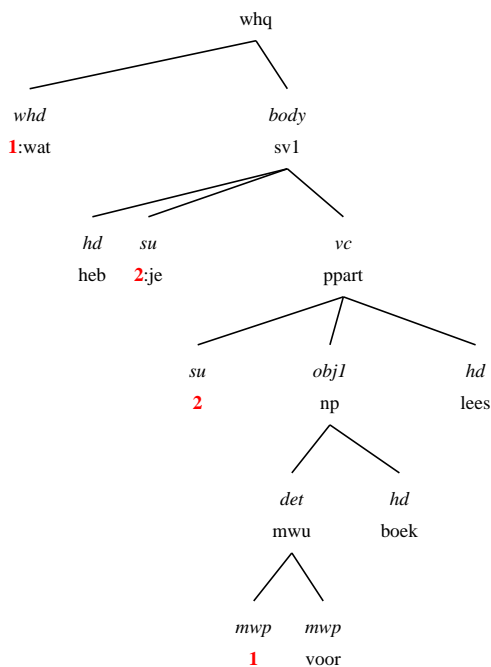 whq
whd body
1:wat sv1
hd su vc
heb 2:je ppart
su obj1 hd
2 np lees
det hd
mwu boek
mwp mwp
1 voor